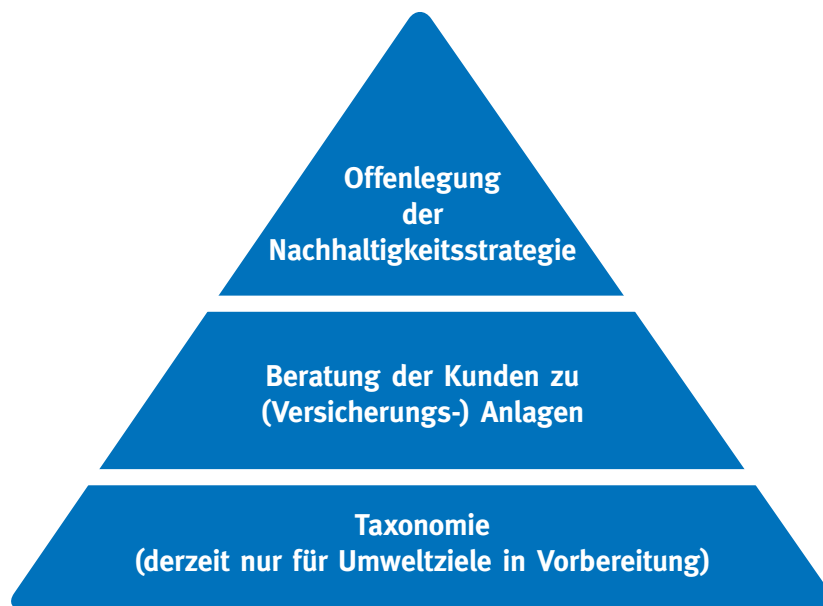 Offenlegung
der
Nachhaltigkeitsstrategie
Beratung der Kunden zu
(Versicherungs-) Anlagen
Taxonomie
(derzeit nur für Umweltziele in Vorbereitung)